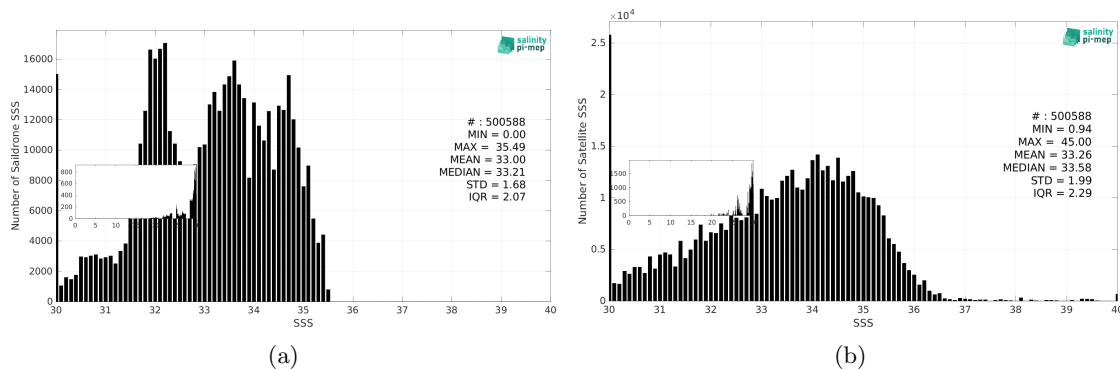 salinity
pi-mep
Number of Saildrone SSS
16000
14000
12000
10000
8000
6000
4000
2000
0
# : 500588
MIN = 0.00
MAX = 35.49
MEAN = 33.00
MEDIAN = 33.21
STD = 1.68
IQR = 2.07
800
600
400
200
0
0 5 10 15 20 25
30 31 32 33 34 35 36 37 38 39 40
SSS
(a)
×10⁴
salinity
pi-mep
Number of Satellite SSS
2.5
2
1.5
1
0.5
0
# : 500588
MIN = 0.94
MAX = 45.00
MEAN = 33.26
MEDIAN = 33.58
STD = 1.99
IQR = 2.29
1500
1000
500
0
0 5 10 15 20 25
30 31 32 33 34 35 36 37 38 39 40
SSS
(b)